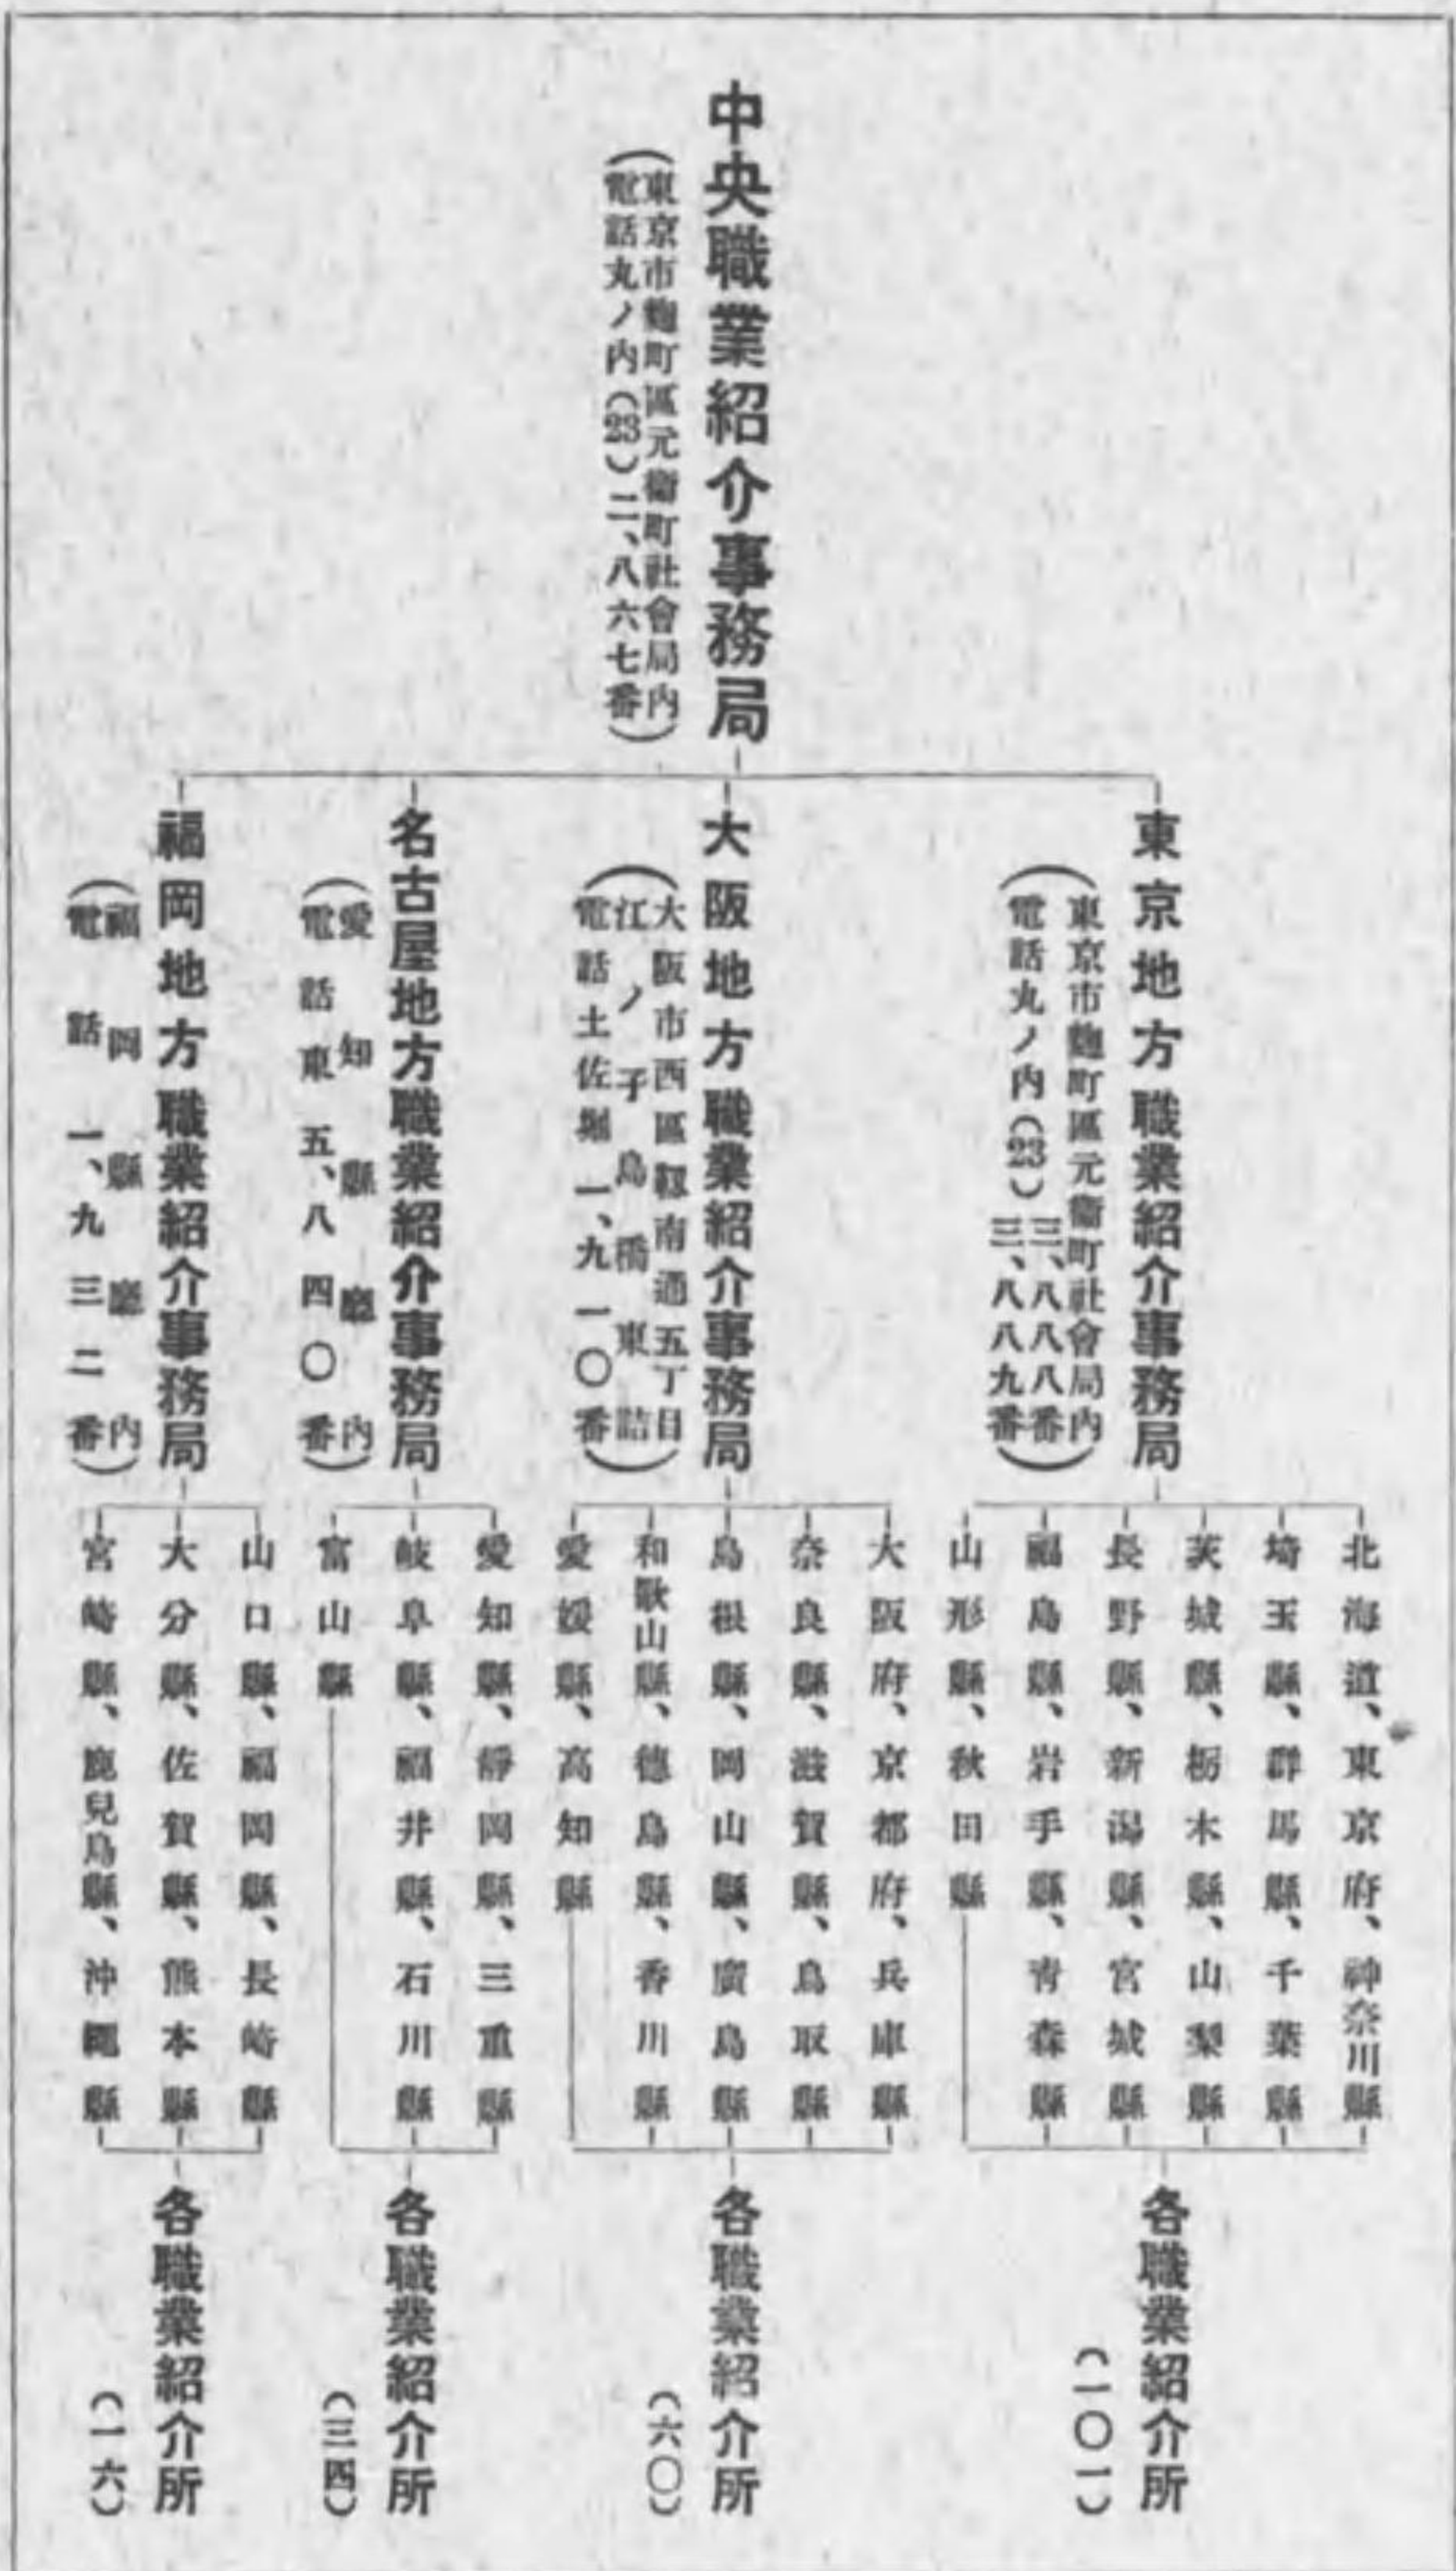 中央職業紹介事務局
(東京市麴町區元衞町社會局内
電話丸ノ内(23)二、八六七番)
東京地方職業紹介事務局
(東京市麴町區元衞町社會局内
電話丸ノ内(23)三、八八八番
三、八八九番)
北海道、東京府、神奈川縣
埼玉縣、群馬縣、千葉縣
茨城縣、栃木縣、山梨縣
長野縣、新潟縣、宮城縣
福島縣、岩手縣、青森縣
山形縣、秋田縣
各職業紹介所
(一〇一)
大阪地方職業紹介事務局
(大阪市西區靱南通五丁目
江ノ子島橋東詰
電話土佐堀一、九一〇番)
大阪府、京都府、兵庫縣
奈良縣、滋賀縣、鳥取縣
島根縣、岡山縣、廣島縣
和歌山縣、德島縣、香川縣
愛媛縣、高知縣
各職業紹介所
(六〇)
名古屋地方職業紹介事務局
(愛知縣廳内
電話東五、八四〇番)
愛知縣、靜岡縣、三重縣
岐阜縣、福井縣、石川縣
富山縣
各職業紹介所
(三四)
福岡地方職業紹介事務局
(福岡縣廳内
電話一、九三二番)
山口縣、福岡縣、長崎縣
大分縣、佐賀縣、熊本縣
宮崎縣、鹿兒島縣、沖繩縣
各職業紹介所
(一六)